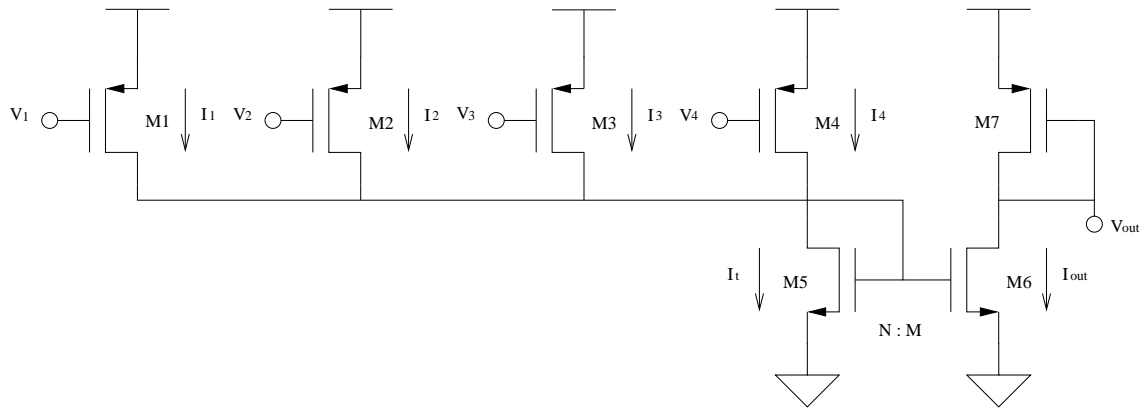 V1 M1 I1 V2 M2 I2 V3 M3 I3 V4 M4 I4 M7
Vout
It M5 M6 Iout
N : M